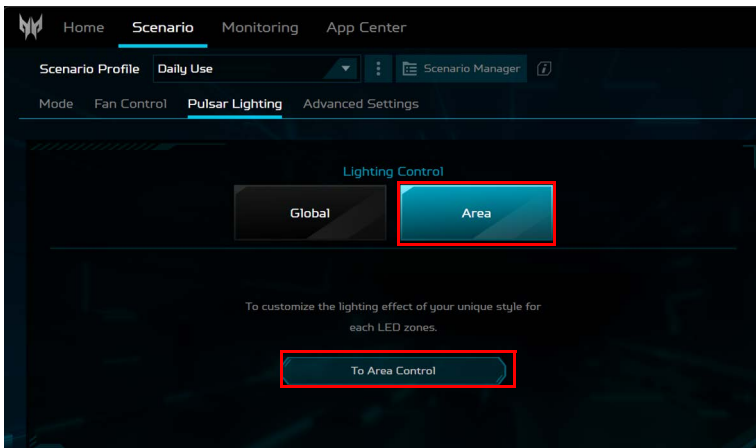 Home Scenario Monitoring App Center
Scenario Profile Daily Use Scenario Manager i
Mode Fan Control Pulsar Lighting Advanced Settings
Lighting Control
Global Area
To customize the lighting effect of your unique style for
each LED zones.
To Area Control